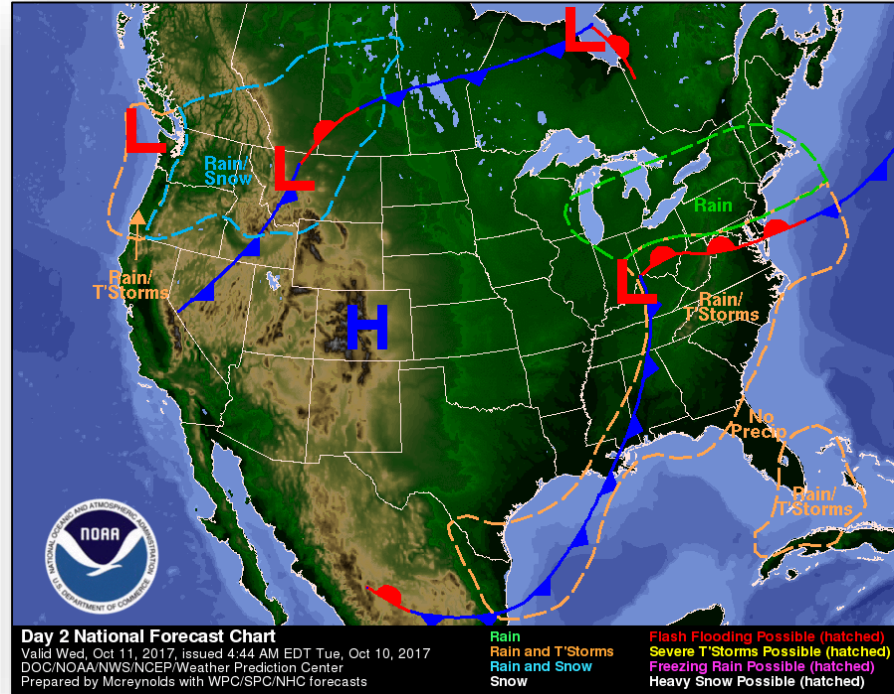 L
L
Rain/
Snow
L
Rain
Rain/
T'Storms
H
L
Rain/
T'Storms
No
Precip
Rain/
T'Storms
NATIONAL OCEANIC AND ATMOSPHERIC ADMINISTRATION
NOAA
U.S. DEPARTMENT OF COMMERCE
Day 2 National Forecast Chart
Valid Wed, Oct 11, 2017, issued 4:44 AM EDT Tue, Oct 10, 2017
DOC/NOAA/NWS/NCEP/Weather Prediction Center
Prepared by Mcreynolds with WPC/SPC/NHC forecasts
Rain
Rain and T'Storms
Rain and Snow
Snow
Flash Flooding Possible (hatched)
Severe T'Storms Possible (hatched)
Freezing Rain Possible (hatched)
Heavy Snow Possible (hatched)